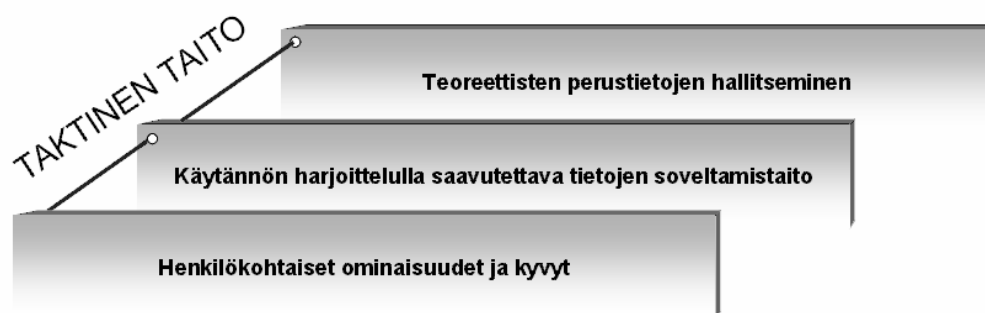 TAKTINEN TAITO
Teoreettisten perustietojen hallitseminen
Käytännön harjoittelulla saavutettava tietojen soveltamistaito
Henkilökohtaiset ominaisuudet ja kyvyt